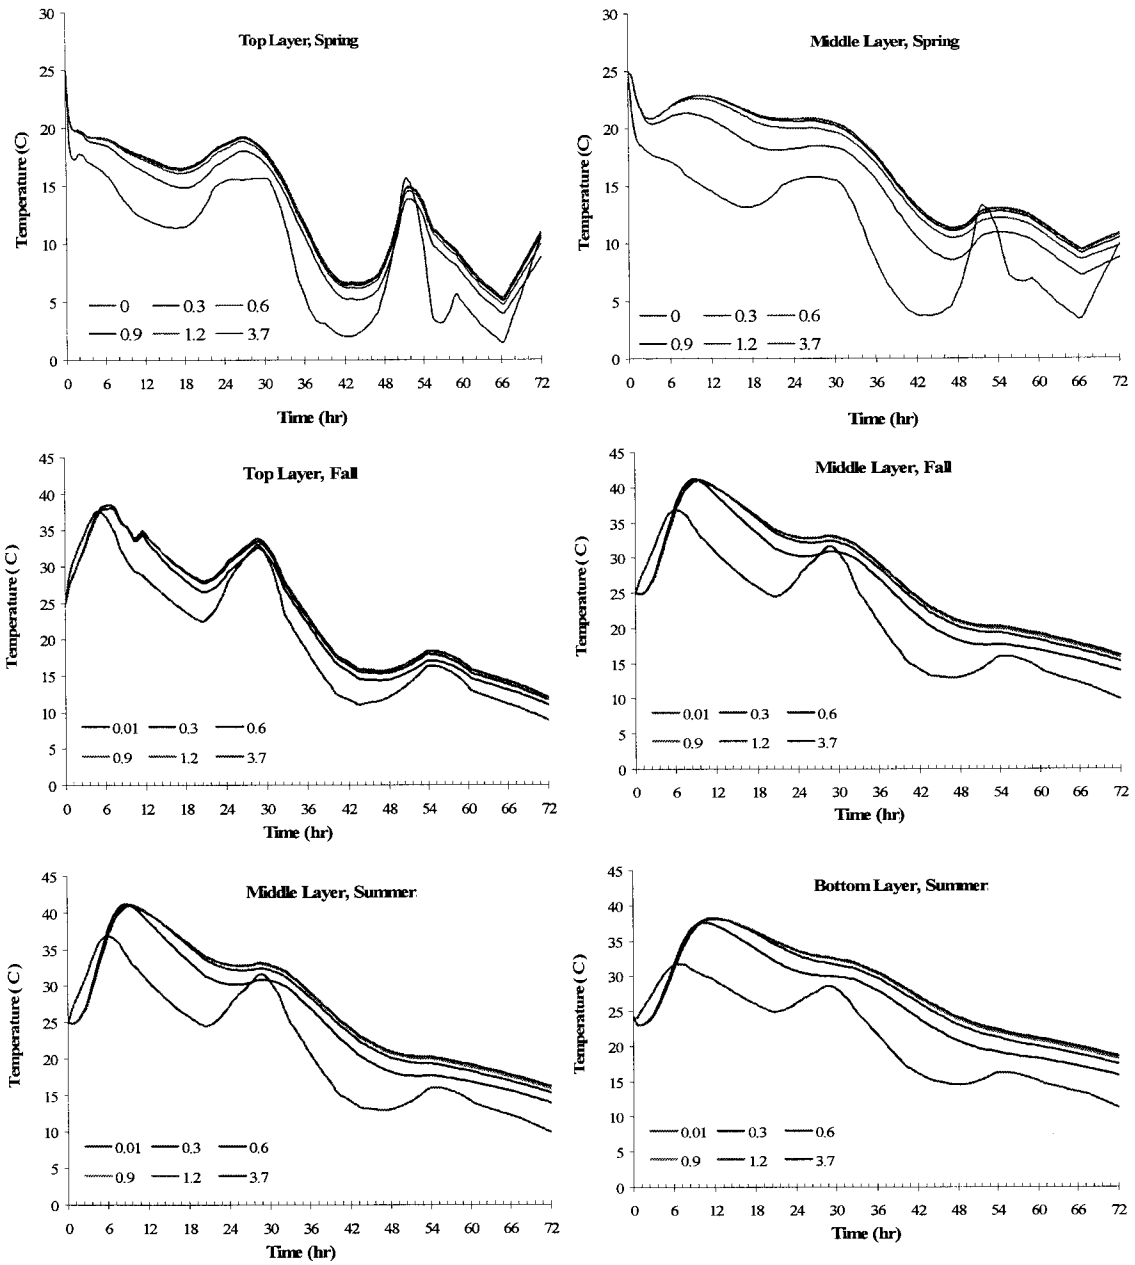 Top Layer, Spring
Temperature (C)
30
25
20
15
10
5
0
0 0.3 0.6
0.9 1.2 3.7
0 6 12 18 24 30 36 42 48 54 60 66 72
Time (hr)
Middle Layer, Spring
Temperature (C)
30
25
20
15
10
5
0
0 0.3 0.6
0.9 1.2 3.7
0 6 12 18 24 30 36 42 48 54 60 66 72
Time (hr)
Top Layer, Fall
Temperature ( C )
45
40
35
30
25
20
15
10
5
0
0.01 0.3 0.6
0.9 1.2 3.7
0 6 12 18 24 30 36 42 48 54 60 66 72
Time (hr)
Middle Layer, Fall
Temperature ( C )
45
40
35
30
25
20
15
10
5
0
0.01 0.3 0.6
0.9 1.2 3.7
0 6 12 18 24 30 36 42 48 54 60 66 72
Time (hr)
Middle Layer, Summer
Temperature ( C )
45
40
35
30
25
20
15
10
5
0
0.01 0.3 0.6
0.9 1.2 3.7
0 6 12 18 24 30 36 42 48 54 60 66 72
Time (hr)
Bottom Layer, Summer
Temperature ( C )
45
40
35
30
25
20
15
10
5
0
0.01 0.3 0.6
0.9 1.2 3.7
0 6 12 18 24 30 36 42 48 54 60 66 72
Time (hr)